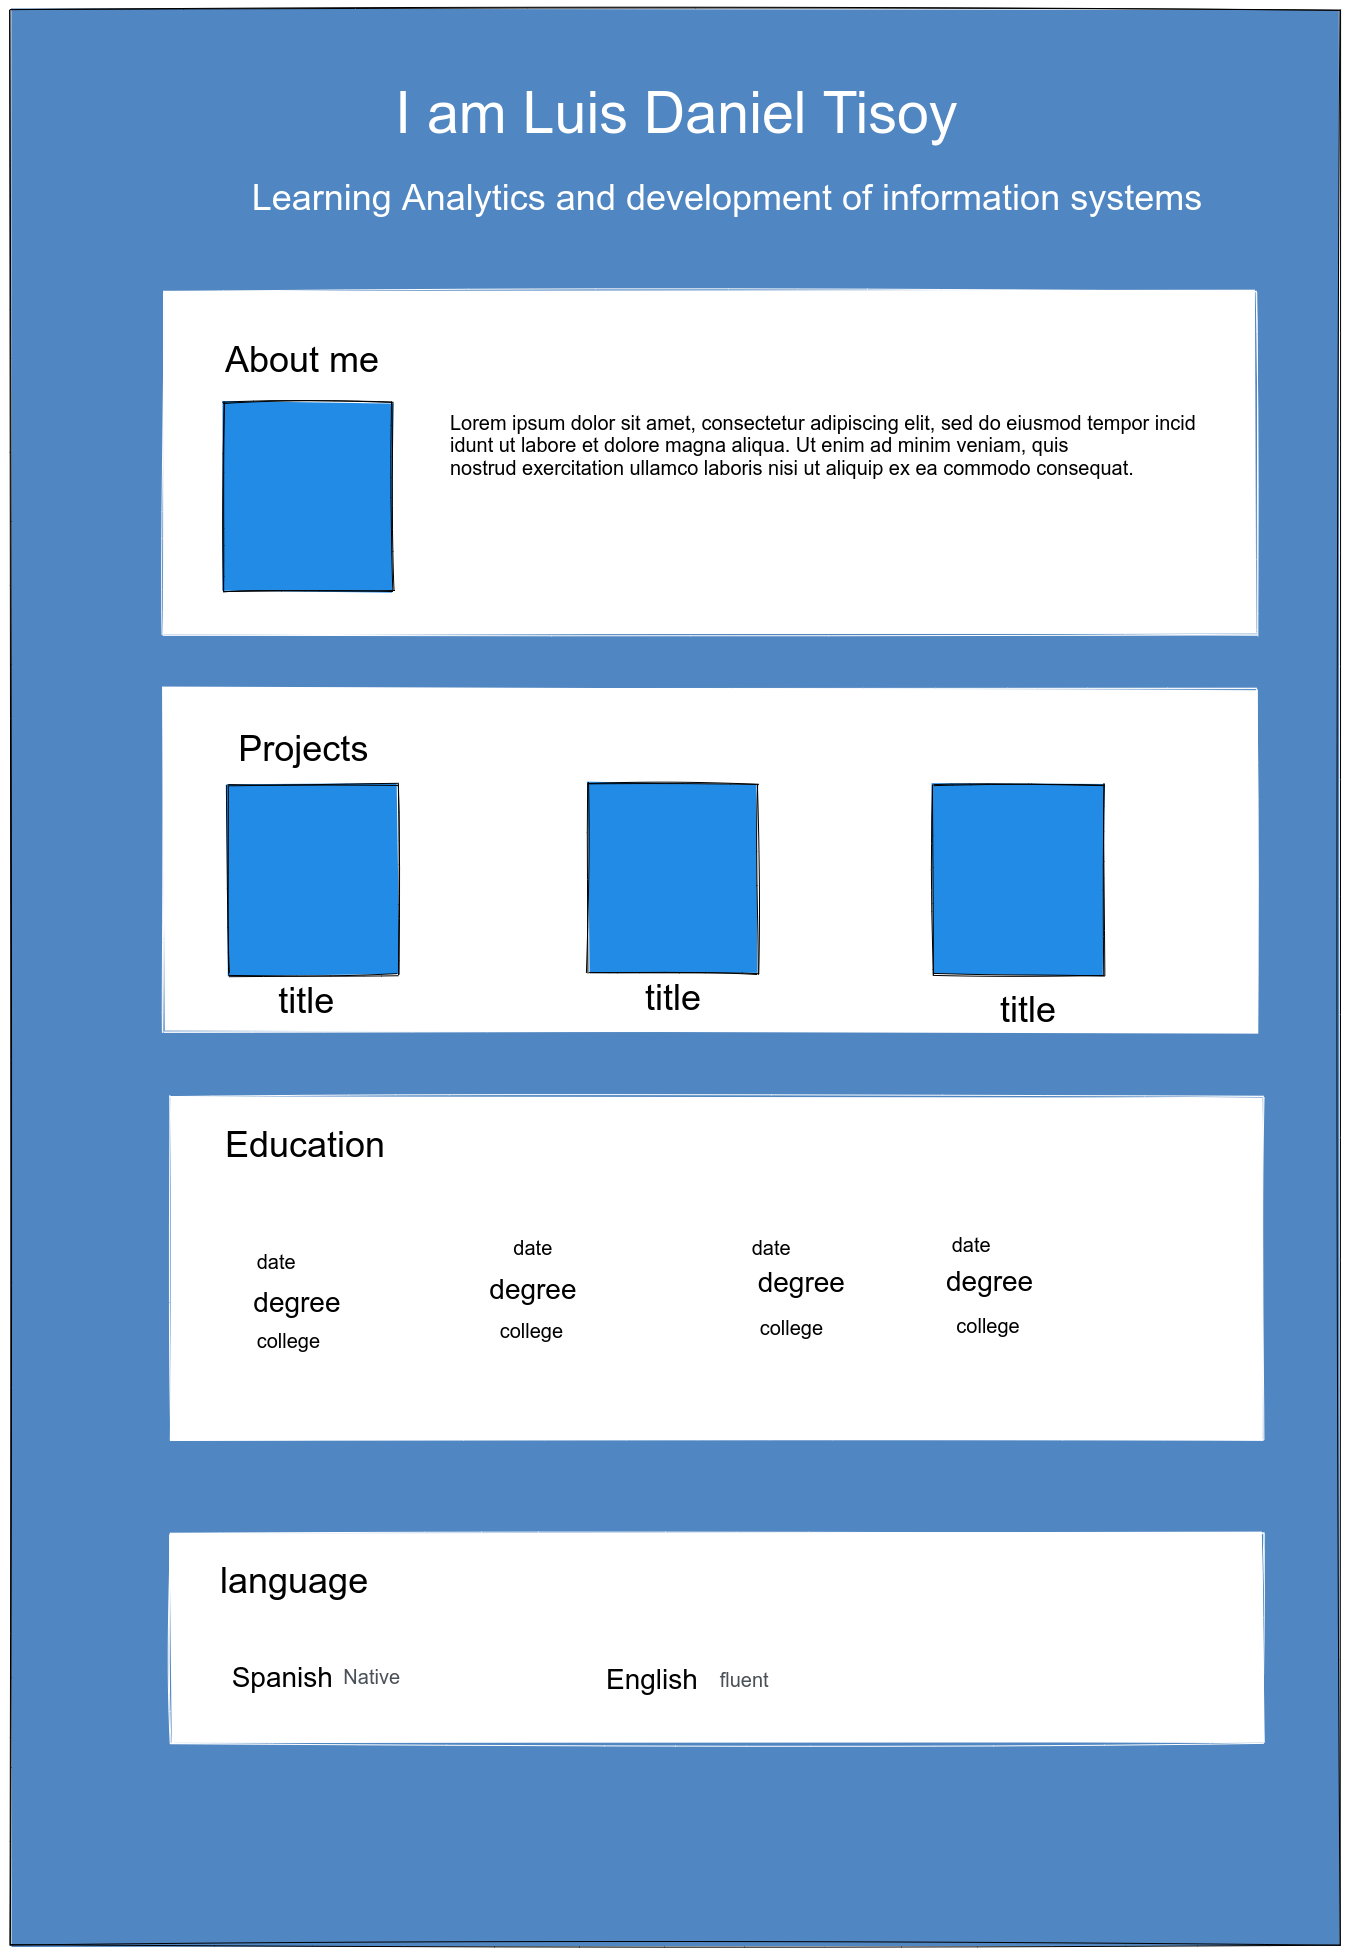 I am Luis Daniel Tisoy
Learning Analytics and development of information systems
About me
Lorem ipsum dolor sit amet, consectetur adipiscing elit, sed do eiusmod tempor incid
idunt ut labore et dolore magna aliqua. Ut enim ad minim veniam, quis
nostrud exercitation ullamco laboris nisi ut aliquip ex ea commodo consequat.
Projects
title title title
Education
date date date date
degree degree degree degree
college college college college
language
Spanish Native English fluent